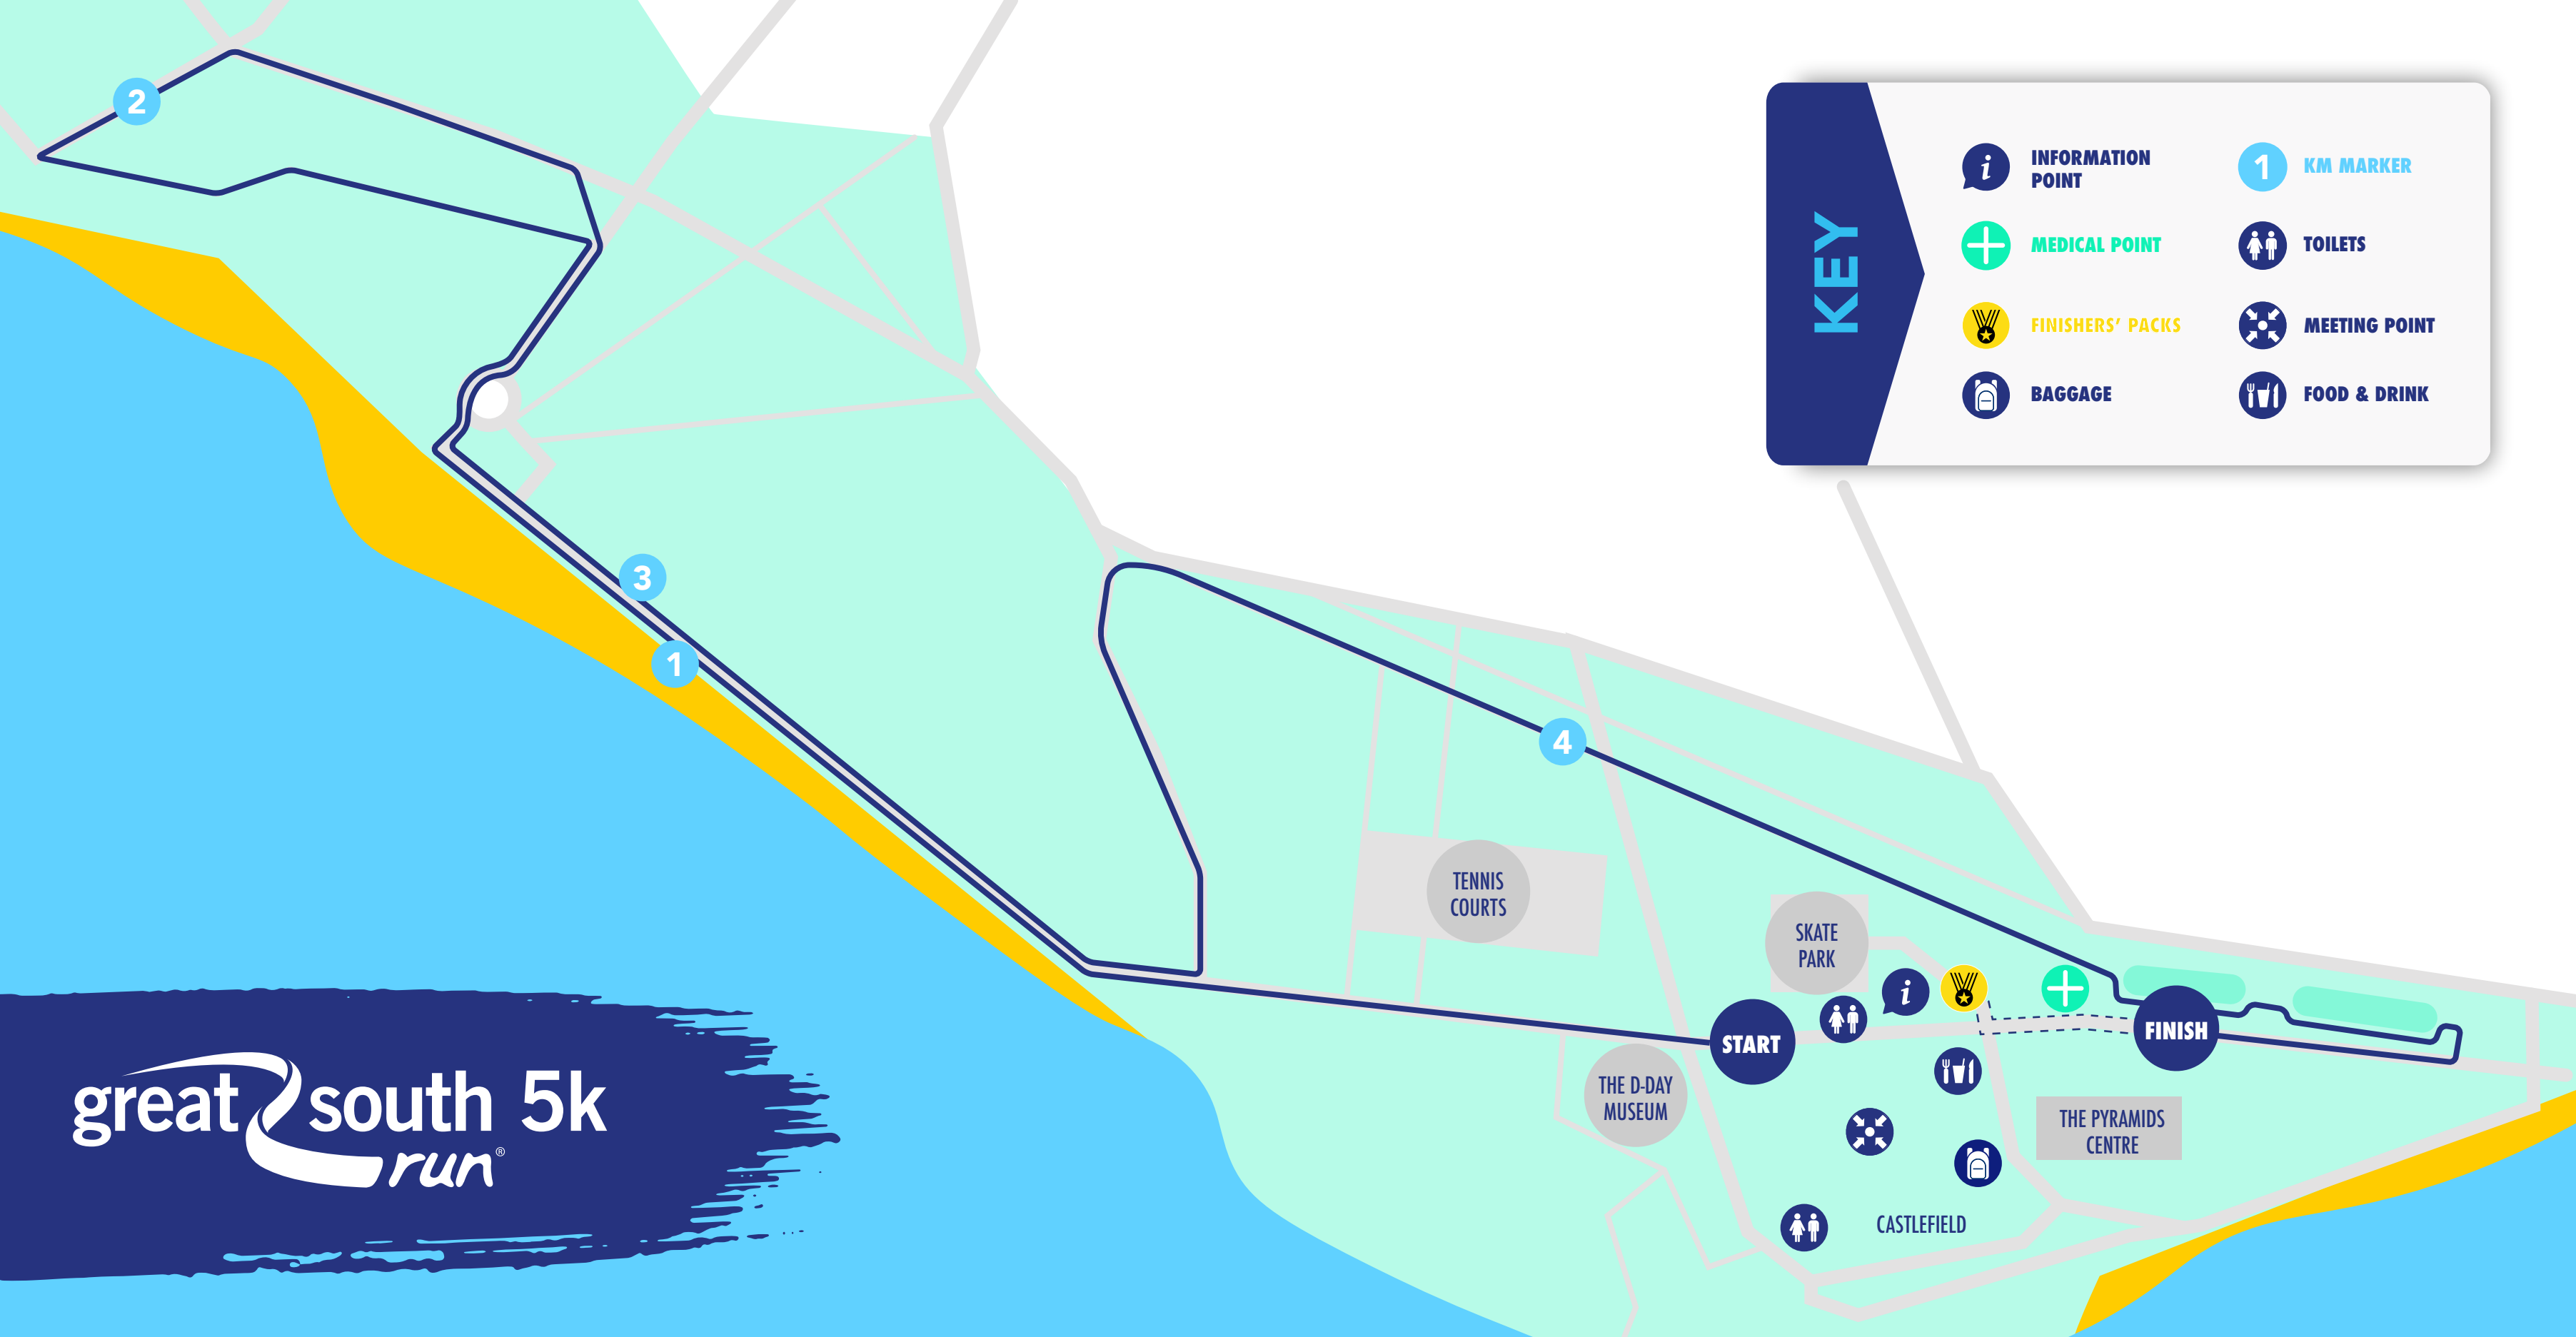 2
KEY
INFORMATION
POINT
1 KM MARKER
MEDICAL POINT
TOILETS
FINISHERS' PACKS
MEETING POINT
BAGGAGE
FOOD & DRINK
3
1
4
TENNIS
COURTS
SKATE
PARK
i
START
FINISH
THE D-DAY
MUSEUM
THE PYRAMIDS
CENTRE
CASTLEFIELD
great south 5k
run®